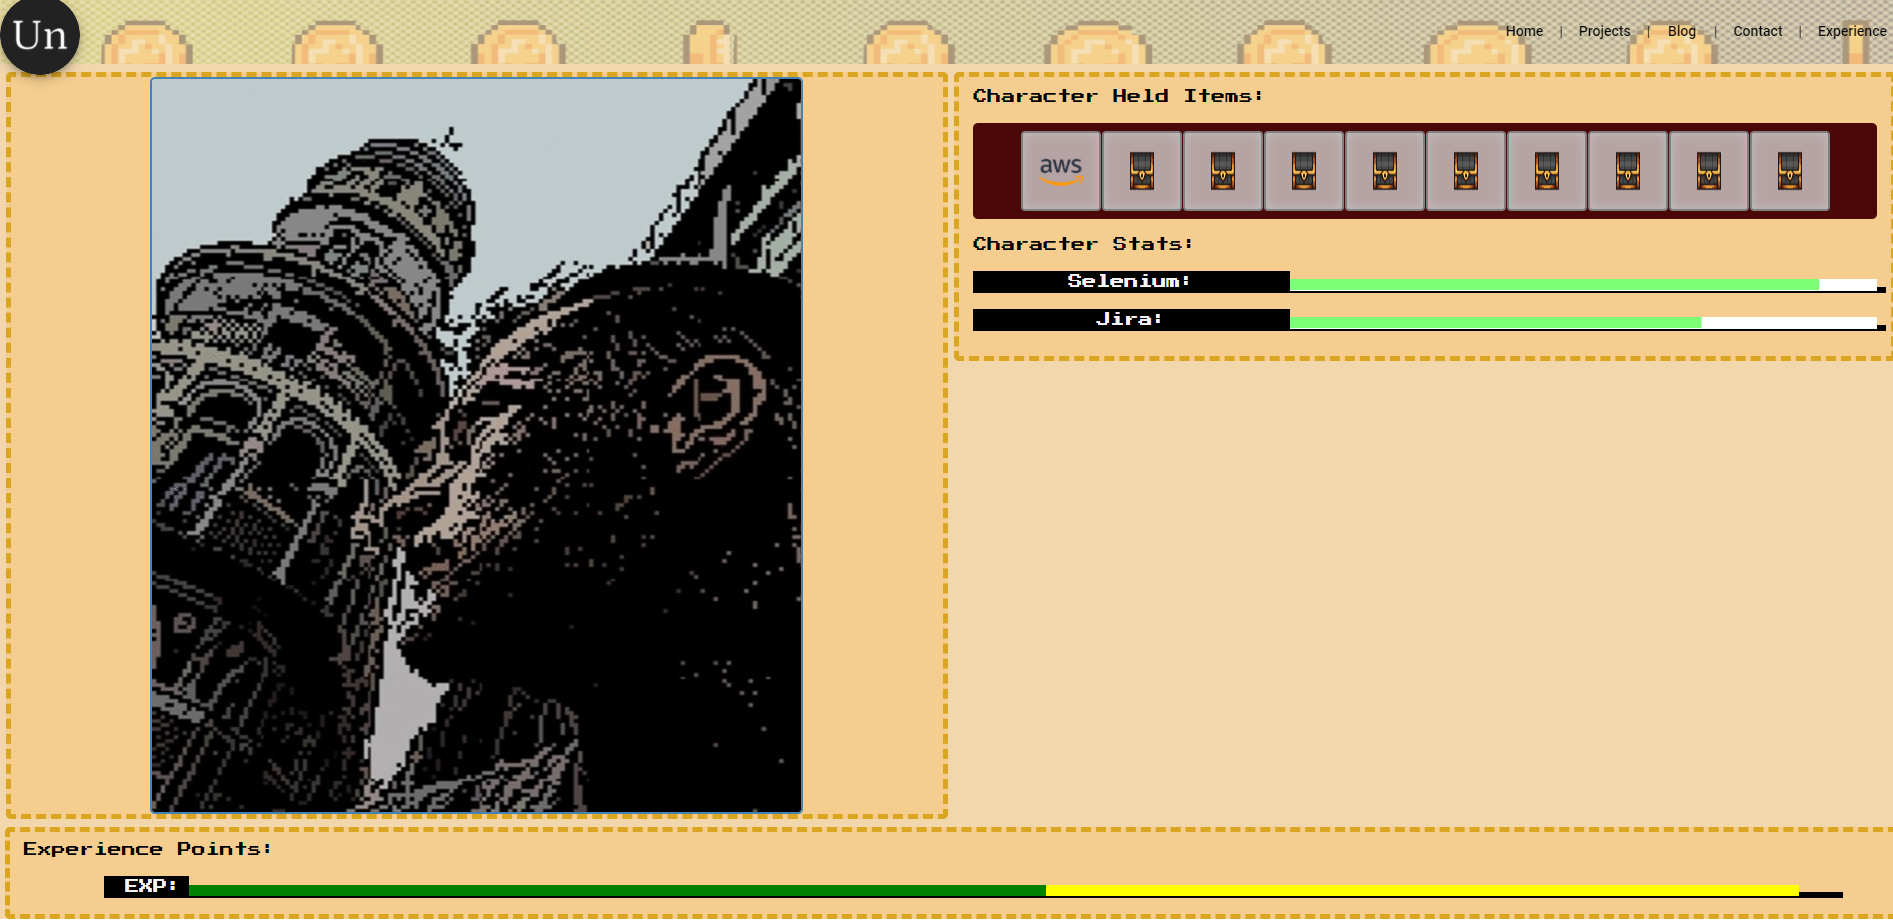 Un
Home | Projects | Blog | Contact | Experience
Character Held Items:
aws
Character Stats:
Selenium:
Jira:
Experience Points:
EXP: